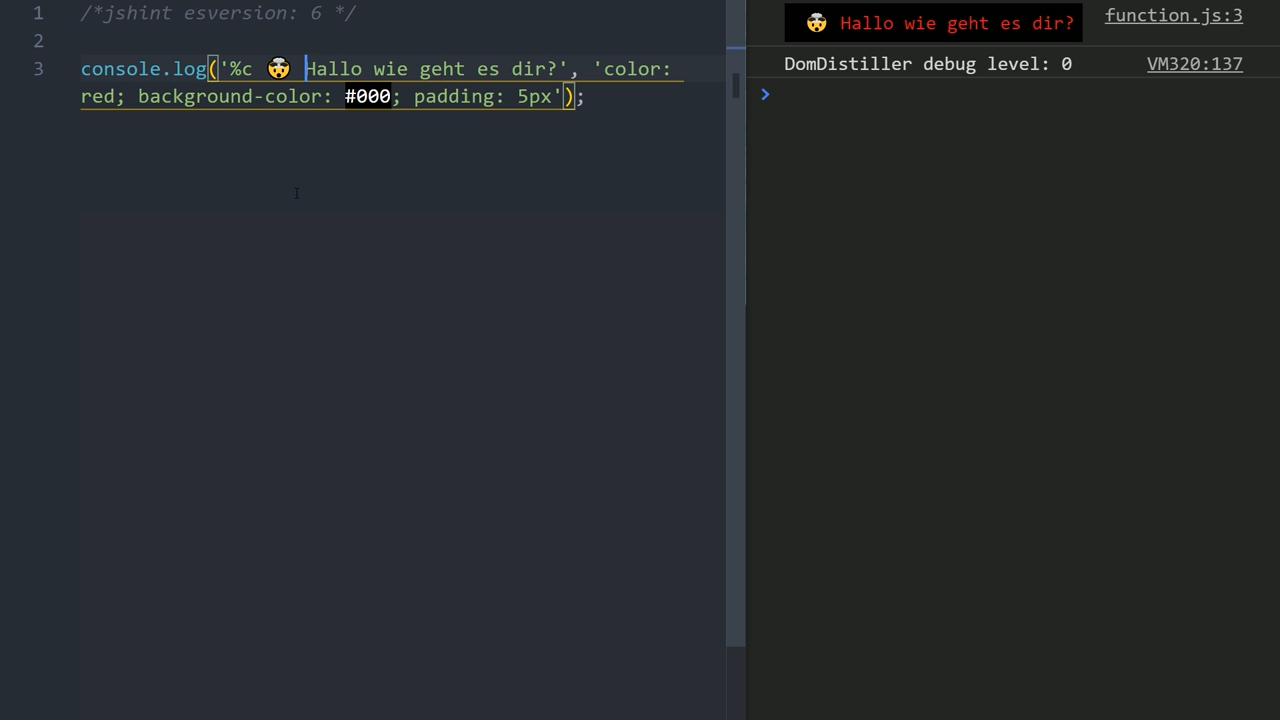 1 /*jshint esversion: 6 */
2
3 console.log('%c 🤯 Hallo wie geht es dir?', 'color:
red; background-color: #000; padding: 5px');
🤯 Hallo wie geht es dir? function.js:3
DomDistiller debug level: 0 VM320:137
>